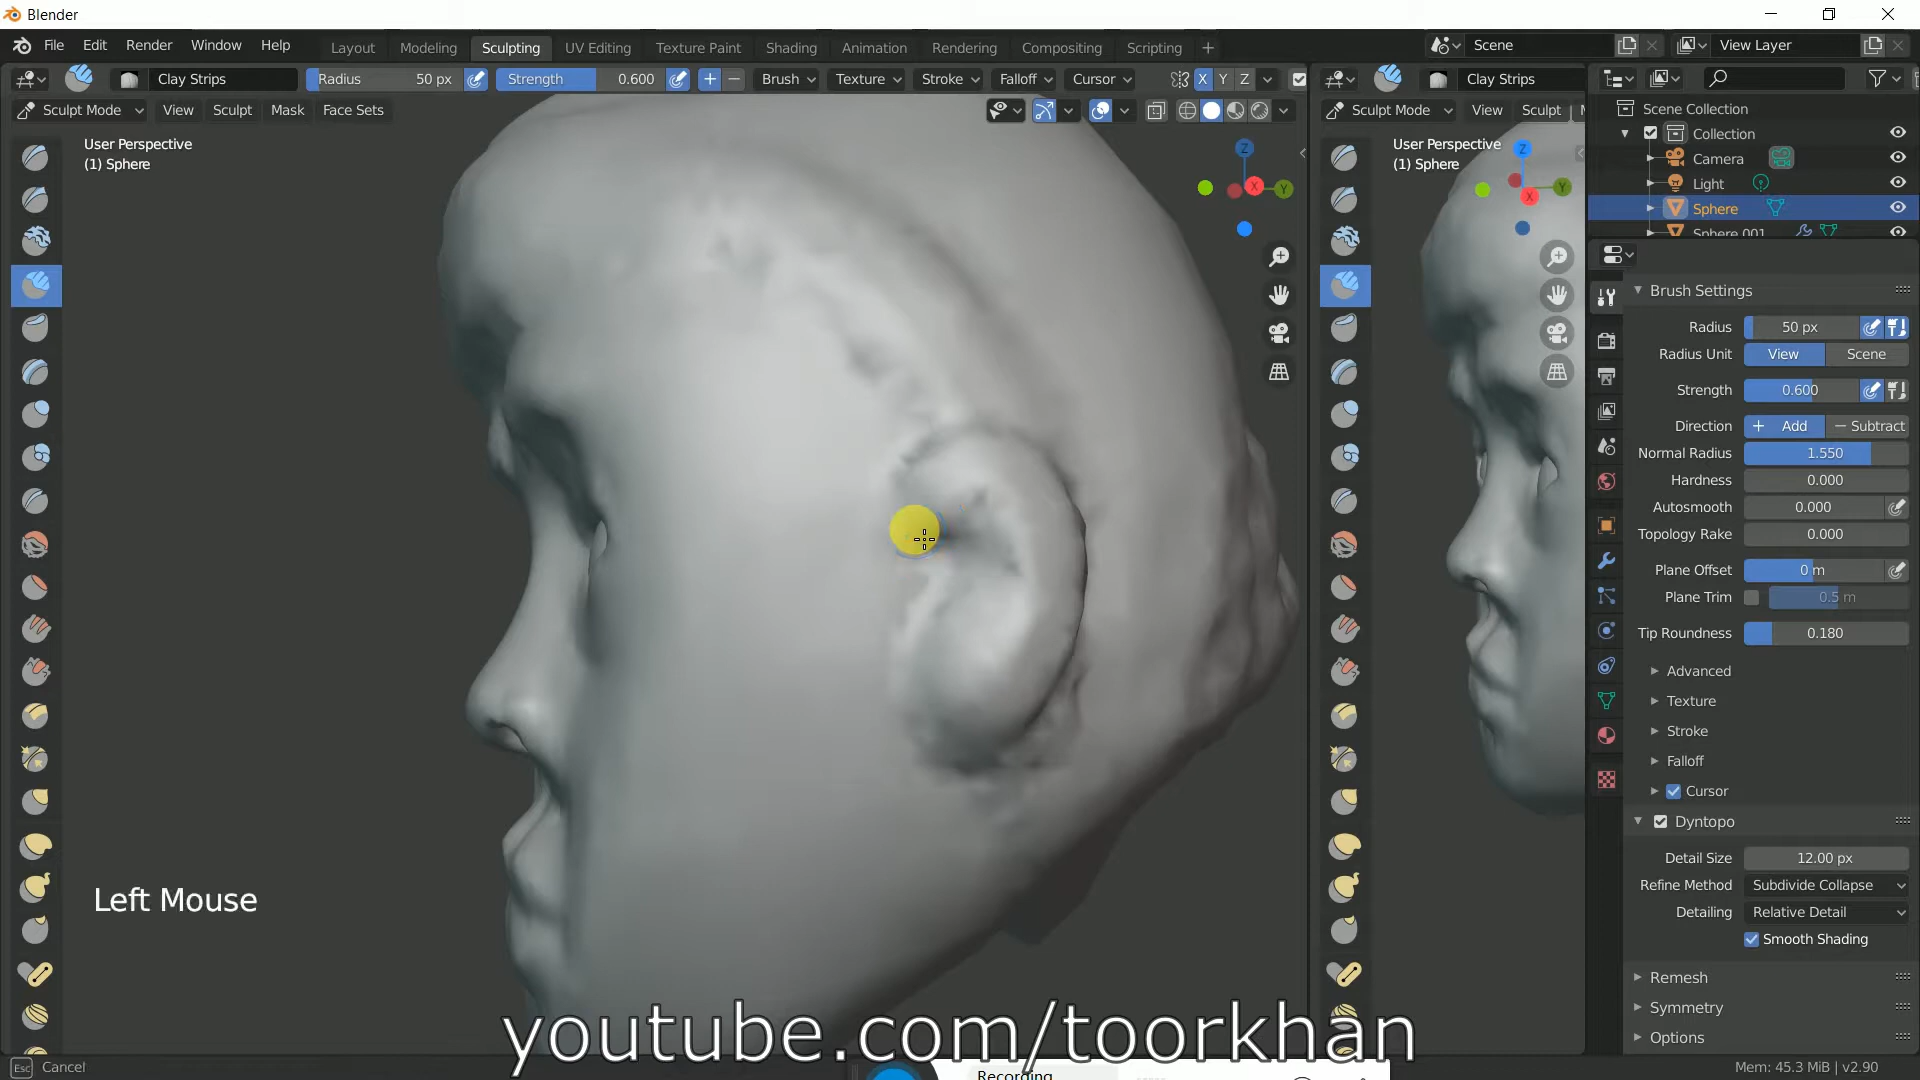 Blender
File Edit Render Window Help Layout Modeling Sculpting UV Editing Texture Paint Shading Animation Rendering Compositing Scripting + Scene View Layer
Clay Strips Radius 50 px Strength 0.600 + − Brush Texture Stroke Falloff Cursor X Y Z Clay Strips
Sculpt Mode View Sculpt Mask Face Sets Sculpt Mode View Sculpt
User Perspective
(1) Sphere
User Perspective
(1) Sphere
Z
X
Y
Z
X
Y
Scene Collection
Collection
Camera
Light
Sphere
Sphere.001
Brush Settings
Radius 50 px
Radius Unit View Scene
Strength 0.600
Direction + Add − Subtract
Normal Radius 1.550
Hardness 0.000
Autosmooth 0.000
Topology Rake 0.000
Plane Offset 0 m
Plane Trim 0.5 m
Tip Roundness 0.180
Advanced
Texture
Stroke
Falloff
Cursor
Dyntopo
Detail Size 12.00 px
Refine Method Subdivide Collapse
Detailing Relative Detail
Smooth Shading
Remesh
Symmetry
Options
Left Mouse
youtube.com/toorkhan
Esc Cancel
Recording
Mem: 45.3 MiB | v2.90